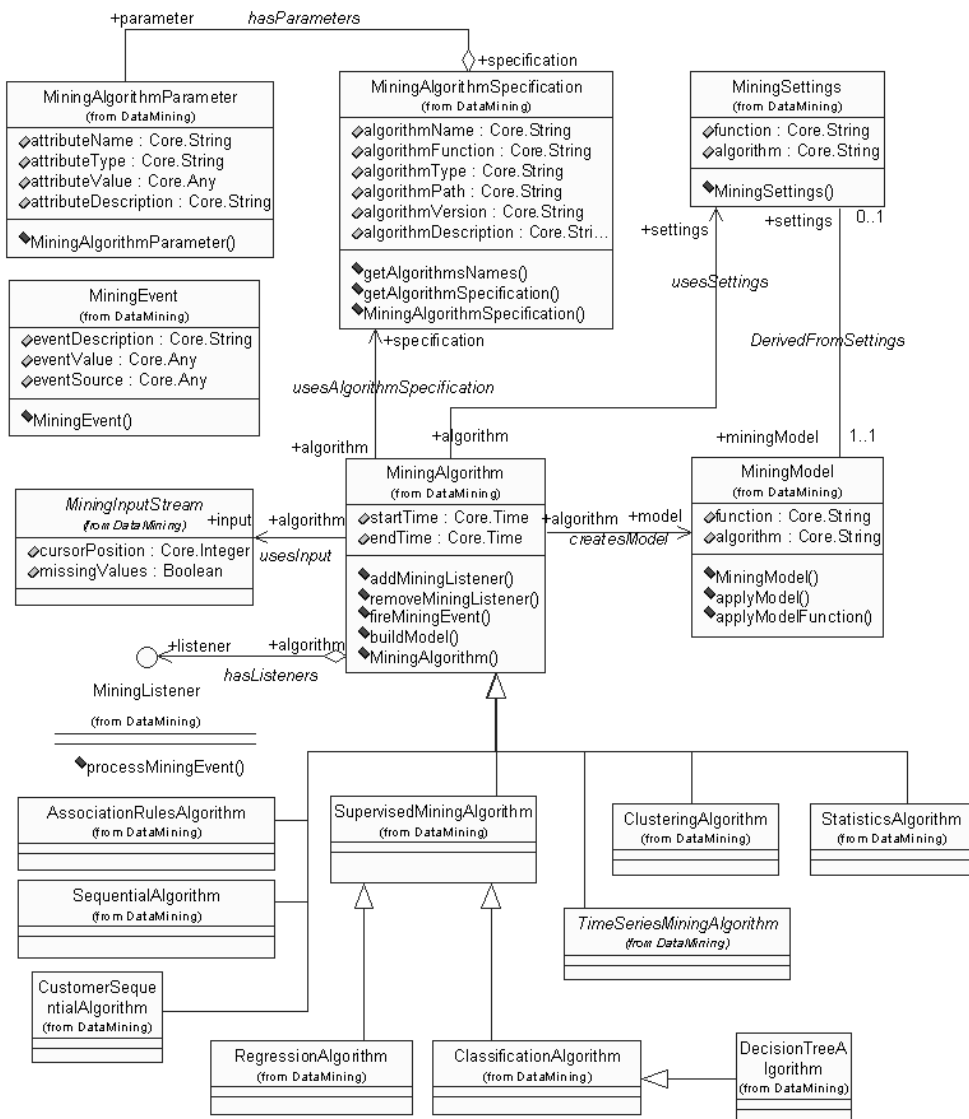 +parameter
hasParameters
+specification
MiningAlgorithmParameter
(from DataMining)
attributeName : Core.String
attributeType : Core.String
attributeValue : Core.Any
attributeDescription : Core.String
MiningAlgorithmParameter()
MiningAlgorithmSpecification
(from DataMining)
algorithmName : Core.String
algorithmFunction : Core.String
algorithmType : Core.String
algorithmPath : Core.String
algorithmVersion : Core.String
algorithmDescription : Core.Stri...
getAlgorithmsNames()
getAlgorithmSpecification()
MiningAlgorithmSpecification()
MiningSettings
(from DataMining)
function : Core.String
algorithm : Core.String
MiningSettings()
+settings
+settings
0..1
usesSettings
DerivedFromSettings
MiningEvent
(from DataMining)
eventDescription : Core.String
eventValue : Core.Any
eventSource : Core.Any
MiningEvent()
+specification
usesAlgorithmSpecification
+algorithm
+algorithm
+miningModel
1..1
MiningInputStream
(from DataMining)
cursorPosition : Core.Integer
missingValues : Boolean
+input
+algorithm
usesInput
MiningAlgorithm
(from DataMining)
startTime : Core.Time
endTime : Core.Time
addMiningListener()
removeMiningListener()
fireMiningEvent()
buildModel()
MiningAlgorithm()
+algorithm
+model
createsModel
MiningModel
(from DataMining)
function : Core.String
algorithm : Core.String
MiningModel()
applyModel()
applyModelFunction()
+listener
+algorithm
hasListeners
MiningListener
(from DataMining)
processMiningEvent()
AssociationRulesAlgorithm
(from DataMining)
SupervisedMiningAlgorithm
(from DataMining)
ClusteringAlgorithm
(from DataMining)
StatisticsAlgorithm
(from DataMining)
SequentialAlgorithm
(from DataMining)
TimeSeriesMiningAlgorithm
(from DataMining)
CustomerSeque
ntialAlgorithm
(from DataMining)
RegressionAlgorithm
(from DataMining)
ClassificationAlgorithm
(from DataMining)
DecisionTreeA
lgorithm
(from DataMining)